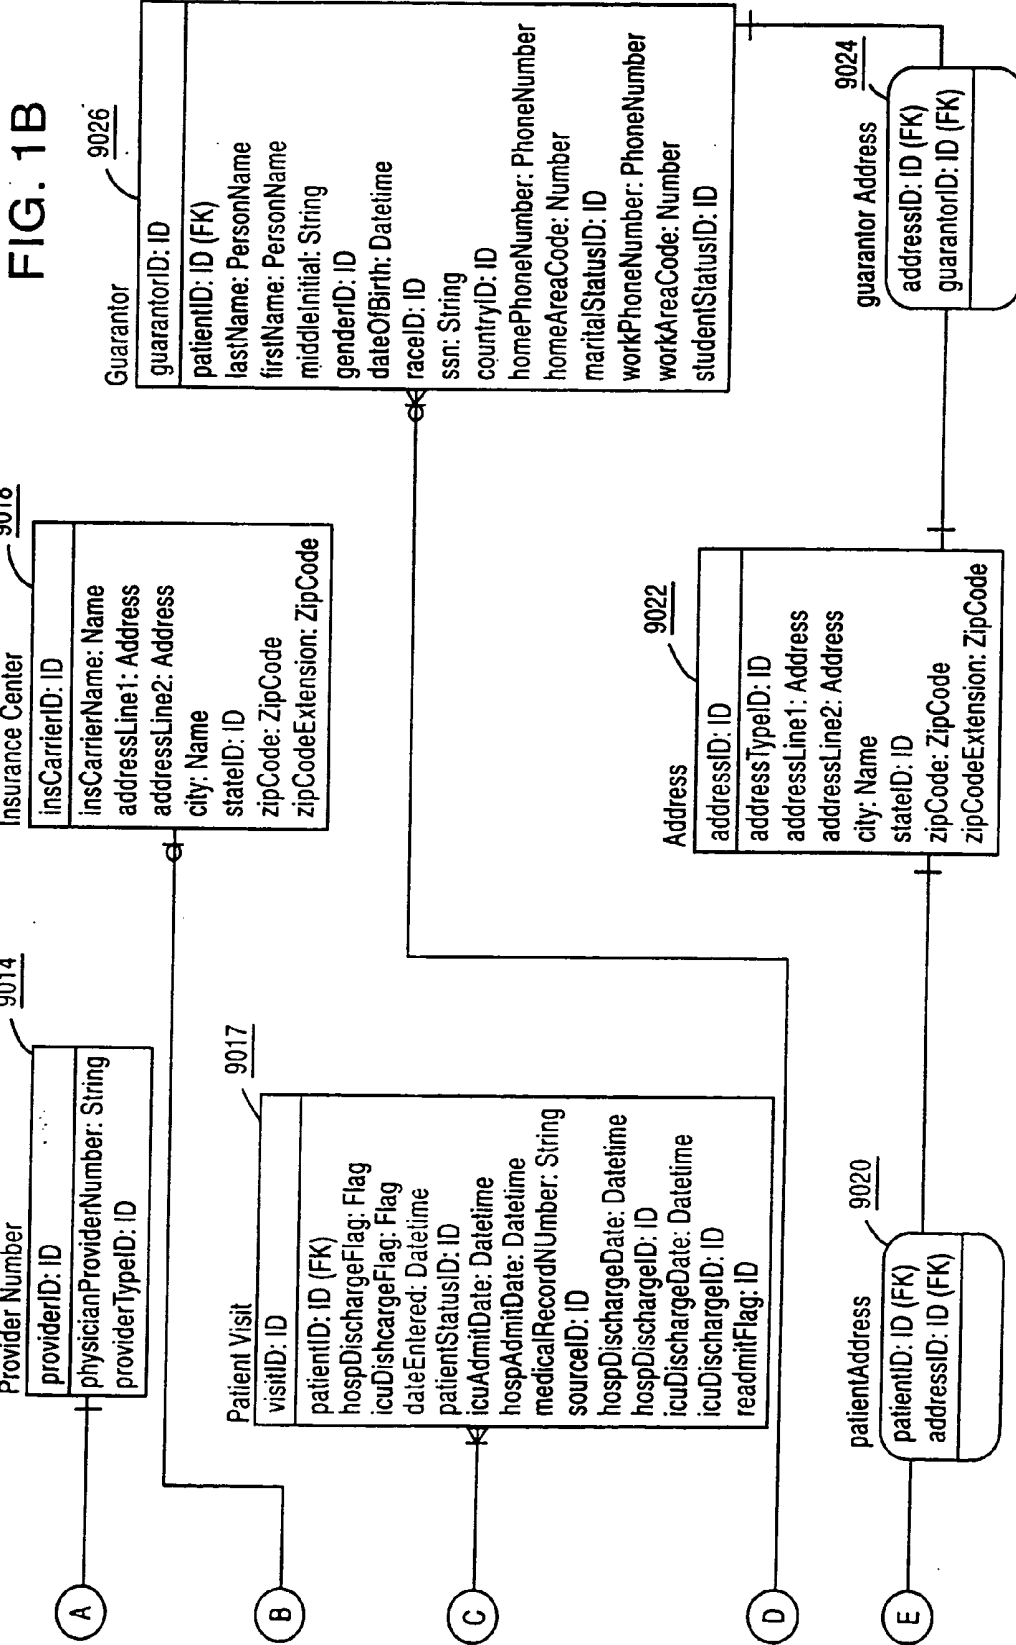 FIG. 1B
Provider Number
9014
providerID: ID
physicianProviderNumber: String
providerTypeID: ID
Insurance Center
9018
insCarrierID: ID
insCarrierName: Name
addressLine1: Address
addressLine2: Address
city: Name
stateID: ID
zipCode: ZipCode
zipCodeExtension: ZipCode
Guarantor
9026
guarantorID: ID
patientID: ID (FK)
lastName: PersonName
firstName: PersonName
middleInitial: String
genderID: ID
dateOfBirth: Datetime
raceID: ID
ssn: String
countryID: ID
homePhoneNumber: PhoneNumber
homeAreaCode: Number
maritalStatusID: ID
workPhoneNumber: PhoneNumber
workAreaCode: Number
studentStatusID: ID
Patient Visit
9017
visitID: ID
patientID: ID (FK)
hospDischargeFlag: Flag
icuDishcargeFlag: Flag
dateEntered: Datetime
patientStatusID: ID
icuAdmitDate: Datetime
hospAdmitDate: Datetime
medicalRecordNUmber: String
sourceID: ID
hospDischargeDate: Datetime
hospDischargeID: ID
icuDischargeDate: Datetime
icuDischargeID: ID
readmitFlag: ID
Address
9022
addressID: ID
addressTypeID: ID
addressLine1: Address
addressLine2: Address
city: Name
stateID: ID
zipCode: ZipCode
zipCodeExtension: ZipCode
patientAddress
9020
patientID: ID (FK)
addressID: ID (FK)
guarantor Address
9024
addressID: ID (FK)
guarantorID: ID (FK)
A
B
C
D
E